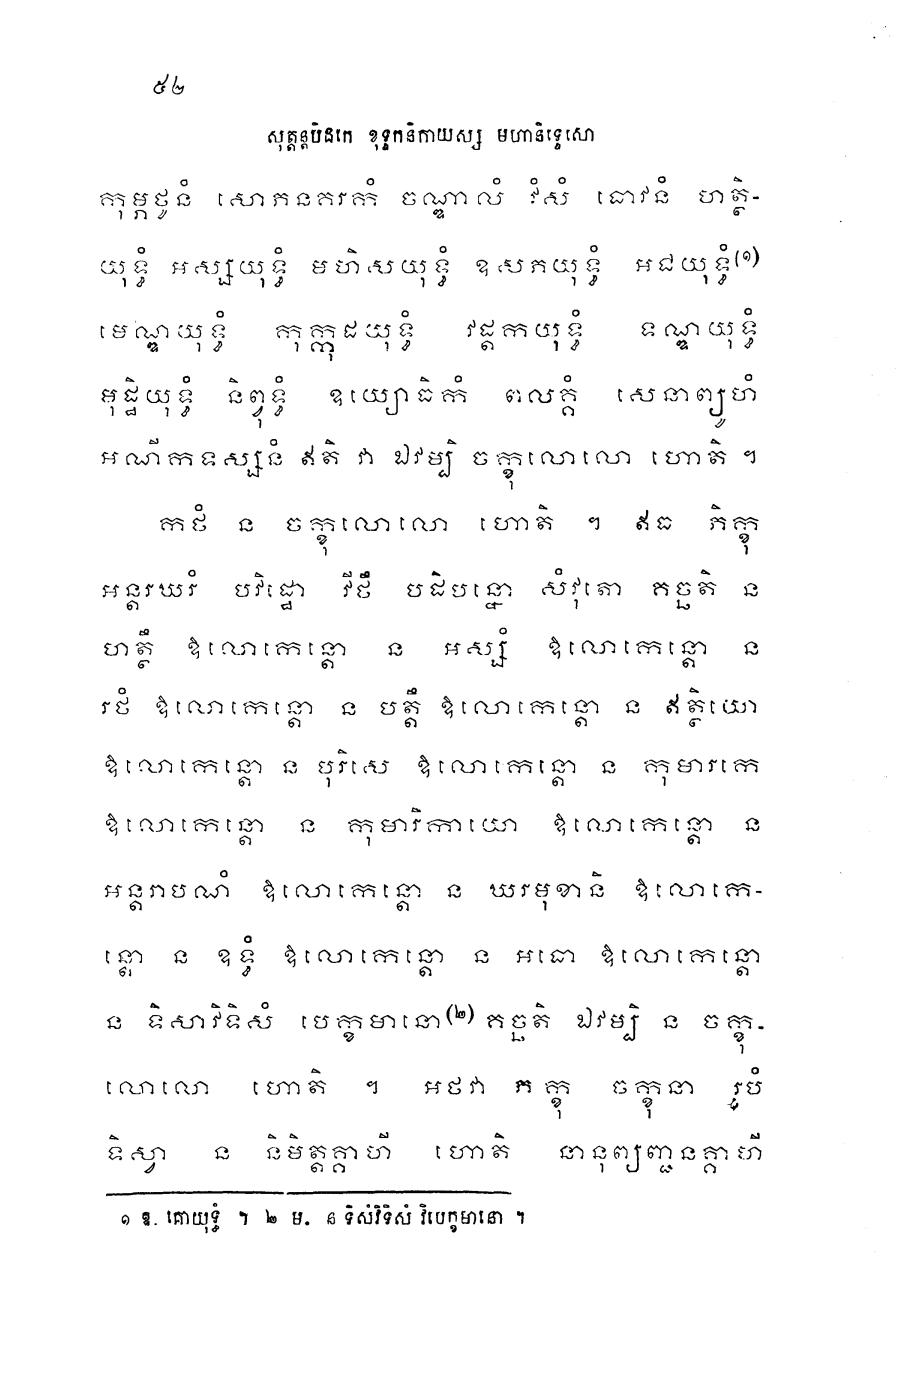 ៥២
សុត្តន្តបិដកេ ខុទ្ទកនិកាយស្ស មហានិទ្ទេសោ
កុម្ភថូនំ សោភនករកំ ចណ្ឌាលំ វំសំ ធោវនំ ហត្ថិ-
យុទ្ធំ អស្សយុទ្ធំ មហិសយុទ្ធំ ឧសភយុទ្ធំ អជយុទ្ធំ(១)
មេណ្ឌយុទ្ធំ កុក្កុដយុទ្ធំ វដ្តកយុទ្ធំ ទណ្ឌយុទ្ធំ
មុដ្ឋិយុទ្ធំ និព្វុទ្ធំ ឧយ្យោធិកំ ពលគ្គំ សេនាព្យូហំ
អណីកទស្សនំ ឥតិ វា ឯវម្បិ ចក្ខុលោលោ ហោតិ ។
កថំ ន ចក្ខុលោលោ ហោតិ ។ ឥធ ភិក្ខុ
អន្តរឃរំ បវិដ្ឋោ វីថឹ បដិបន្នោ សំវុតោ គច្ឆតិ ន
ហត្ថឹ ឱលោកេន្តោ ន អស្សំ ឱលោកេន្តោ ន
រថំ ឱលោកេន្តោ ន បត្តឹ ឱលោកេន្តោ ន ឥត្ថិយោ
ឱលោកេន្តោ ន បុរិសេ ឱលោកេន្តោ ន កុមារកេ
ឱលោកេន្តោ ន កុមារិកាយោ ឱលោកេន្តោ ន
អន្តរាបណំ ឱលោកេន្តោ ន ឃរមុខានិ ឱលោកេ-
ន្តោ ន ឧទ្ធំ ឱលោកេន្តោ ន អធោ ឱលោកេន្តោ
ន ទិសាវិទិសំ បេក្ខមានោ(២) គច្ឆតិ ឯវម្បិ ន ចក្ខុ-
លោលោ ហោតិ ។ អថវា ភិក្ខុ ចក្ខុនា រូបំ
ទិស្វា ន និមិត្តគ្គាហី ហោតិ នានុព្យញ្ជនគ្គាហី
១ ឧ. គោយុទ្ធំ ។ ២ ម. ន ទិសំវិទិសំ វិបេក្ខមានោ ។